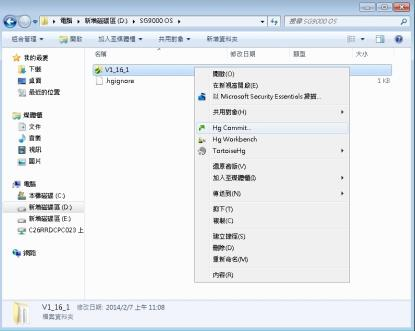 電腦 ▸ 新增磁碟區 (D:) ▸ SG9000 OS
搜尋 SG9000 OS
組合管理 開啟 加入至媒體櫃 共用對象 新增資料夾
名稱 修改日期 類型 大小
V1_16_1
.hgignore 1 KB
我的最愛
下載
桌面
最近的位置
媒體櫃
文件
音樂
視訊
圖片
電腦
本機磁碟 (C:)
新增磁碟區 (D:)
新增磁碟區 (E:)
C26RRDCPC023 上
網路
開啟(O)
在新視窗開啟(E)
以 Microsoft Security Essentials 掃描...
共用對象(H)
Hg Commit...
Hg Workbench
TortoiseHg
還原舊版(V)
加入至媒體櫃(I)
傳送到(N)
剪下(T)
複製(C)
建立捷徑(S)
刪除(D)
重新命名(M)
內容(R)
V1_16_1 修改日期: 2014/2/7 上午 11:08
檔案資料夾